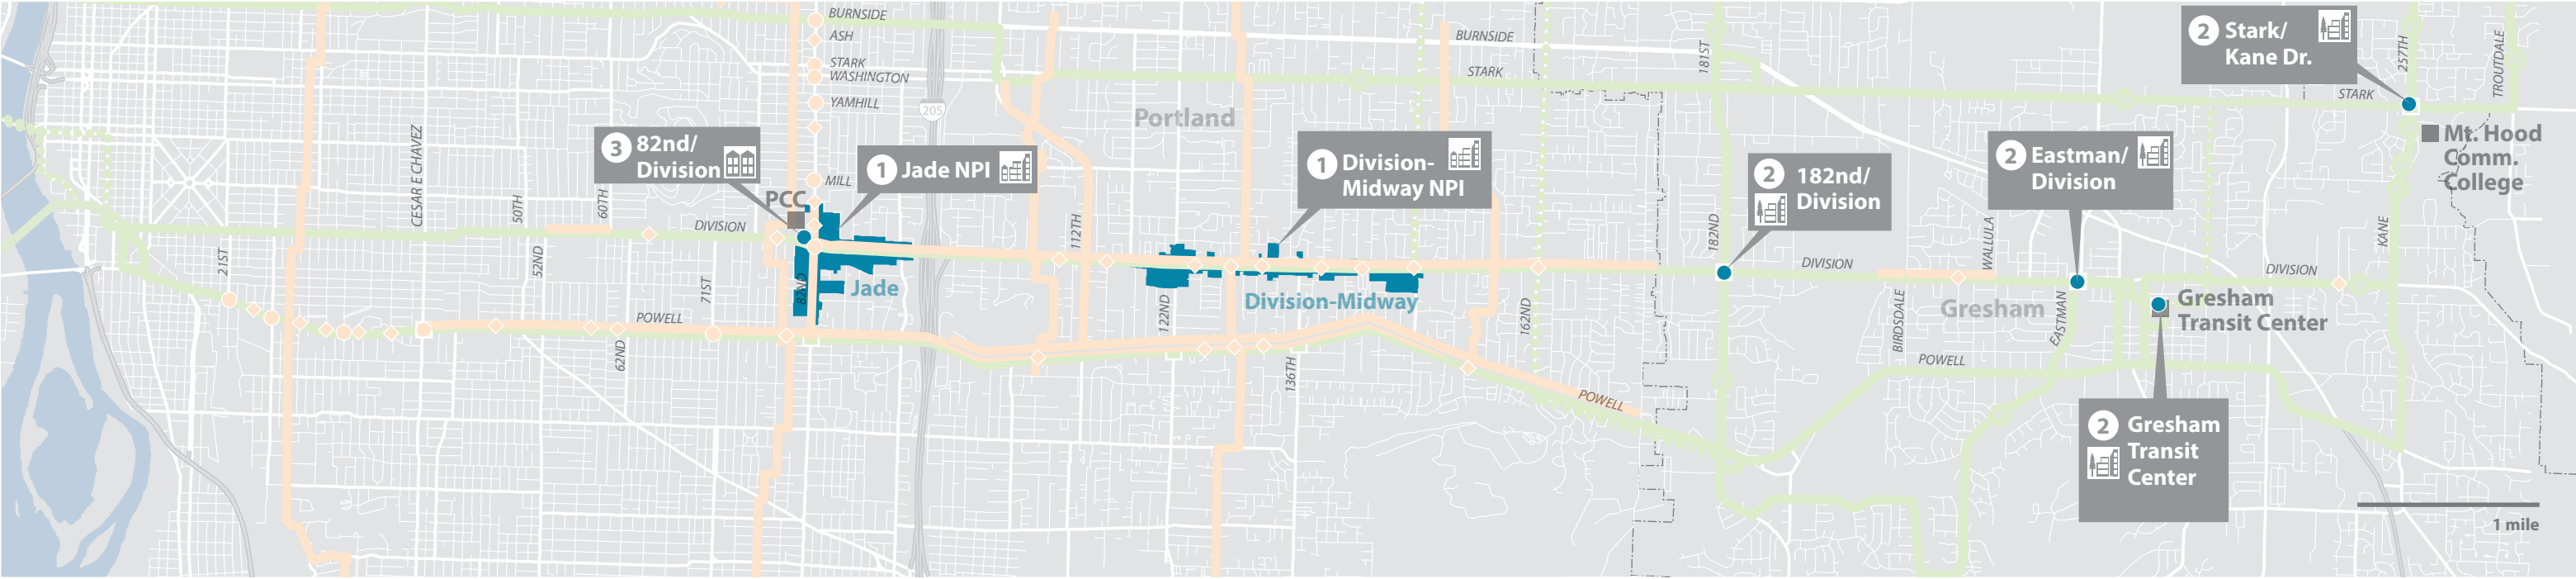 BURNSIDE
ASH
STARK
WASHINGTON
YAMHILL
MILL
205
Portland
BURNSIDE
STARK
181ST
2 Stark/
Kane Dr.
257TH
TROUTDALE
STARK
Mt. Hood
Comm.
College
CESAR E CHAVEZ
50TH
60TH
3 82nd/
Division
PCC
1 Jade NPI
112TH
1 Division-
Midway NPI
2 182nd/
Division
2 Eastman/
Division
21ST
52ND
DIVISION
71ST
82ND
Jade
122ND
Division-Midway
162ND
182ND
DIVISION
WALLULA
DIVISION
KANE
BIRDSDALE
Gresham
EASTMAN
Gresham
Transit Center
62ND
POWELL
136TH
POWELL
POWELL
2 Gresham
Transit
Center
1 mile